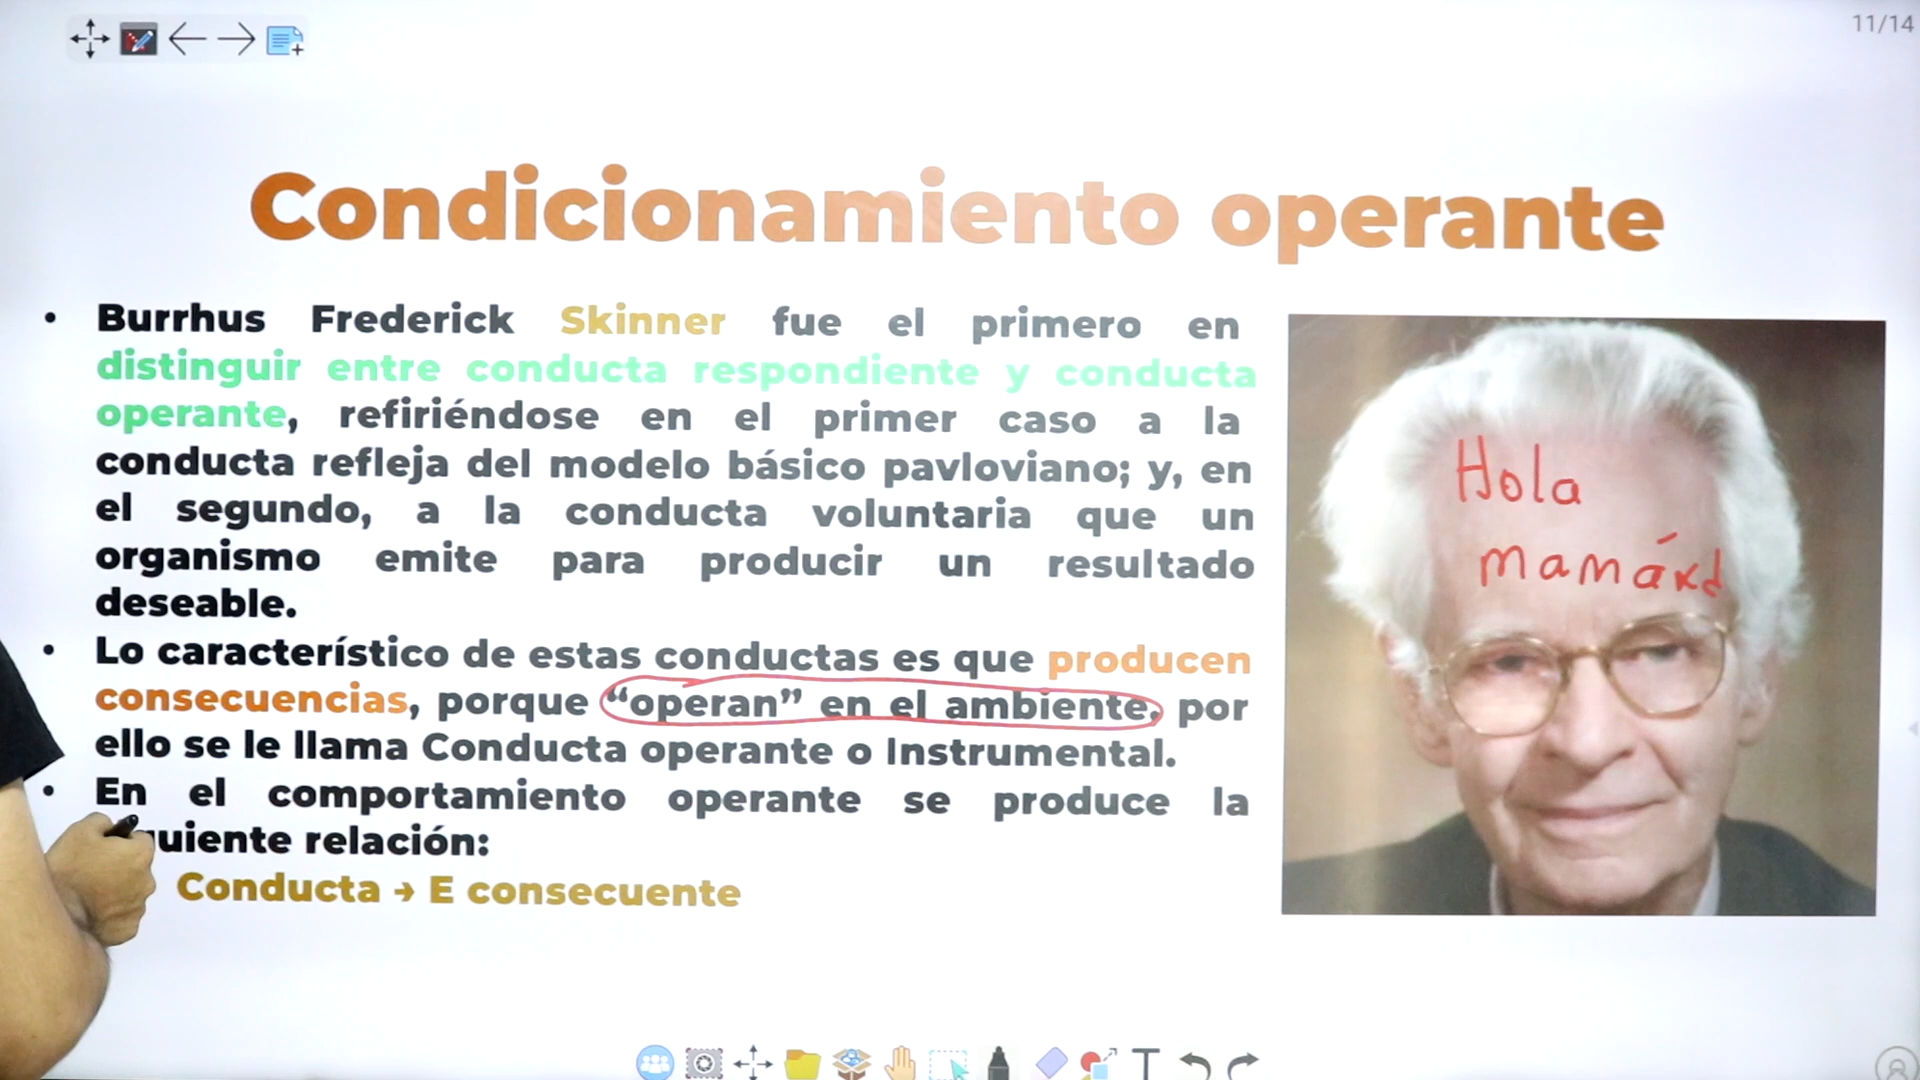 11/14
Condicionamiento operante
• Burrhus Frederick Skinner fue el primero en
distinguir entre conducta respondiente y conducta
operante, refiriéndose en el primer caso a la
conducta refleja del modelo básico pavloviano; y, en
el segundo, a la conducta voluntaria que un
organismo emite para producir un resultado
deseable.
• Lo característico de estas conductas es que producen
consecuencias, porque “operan” en el ambiente, por
ello se le llama Conducta operante o Instrumental.
• En el comportamiento operante se produce la
guiente relación:
Conducta → E consecuente
Hola
mamáxd
T